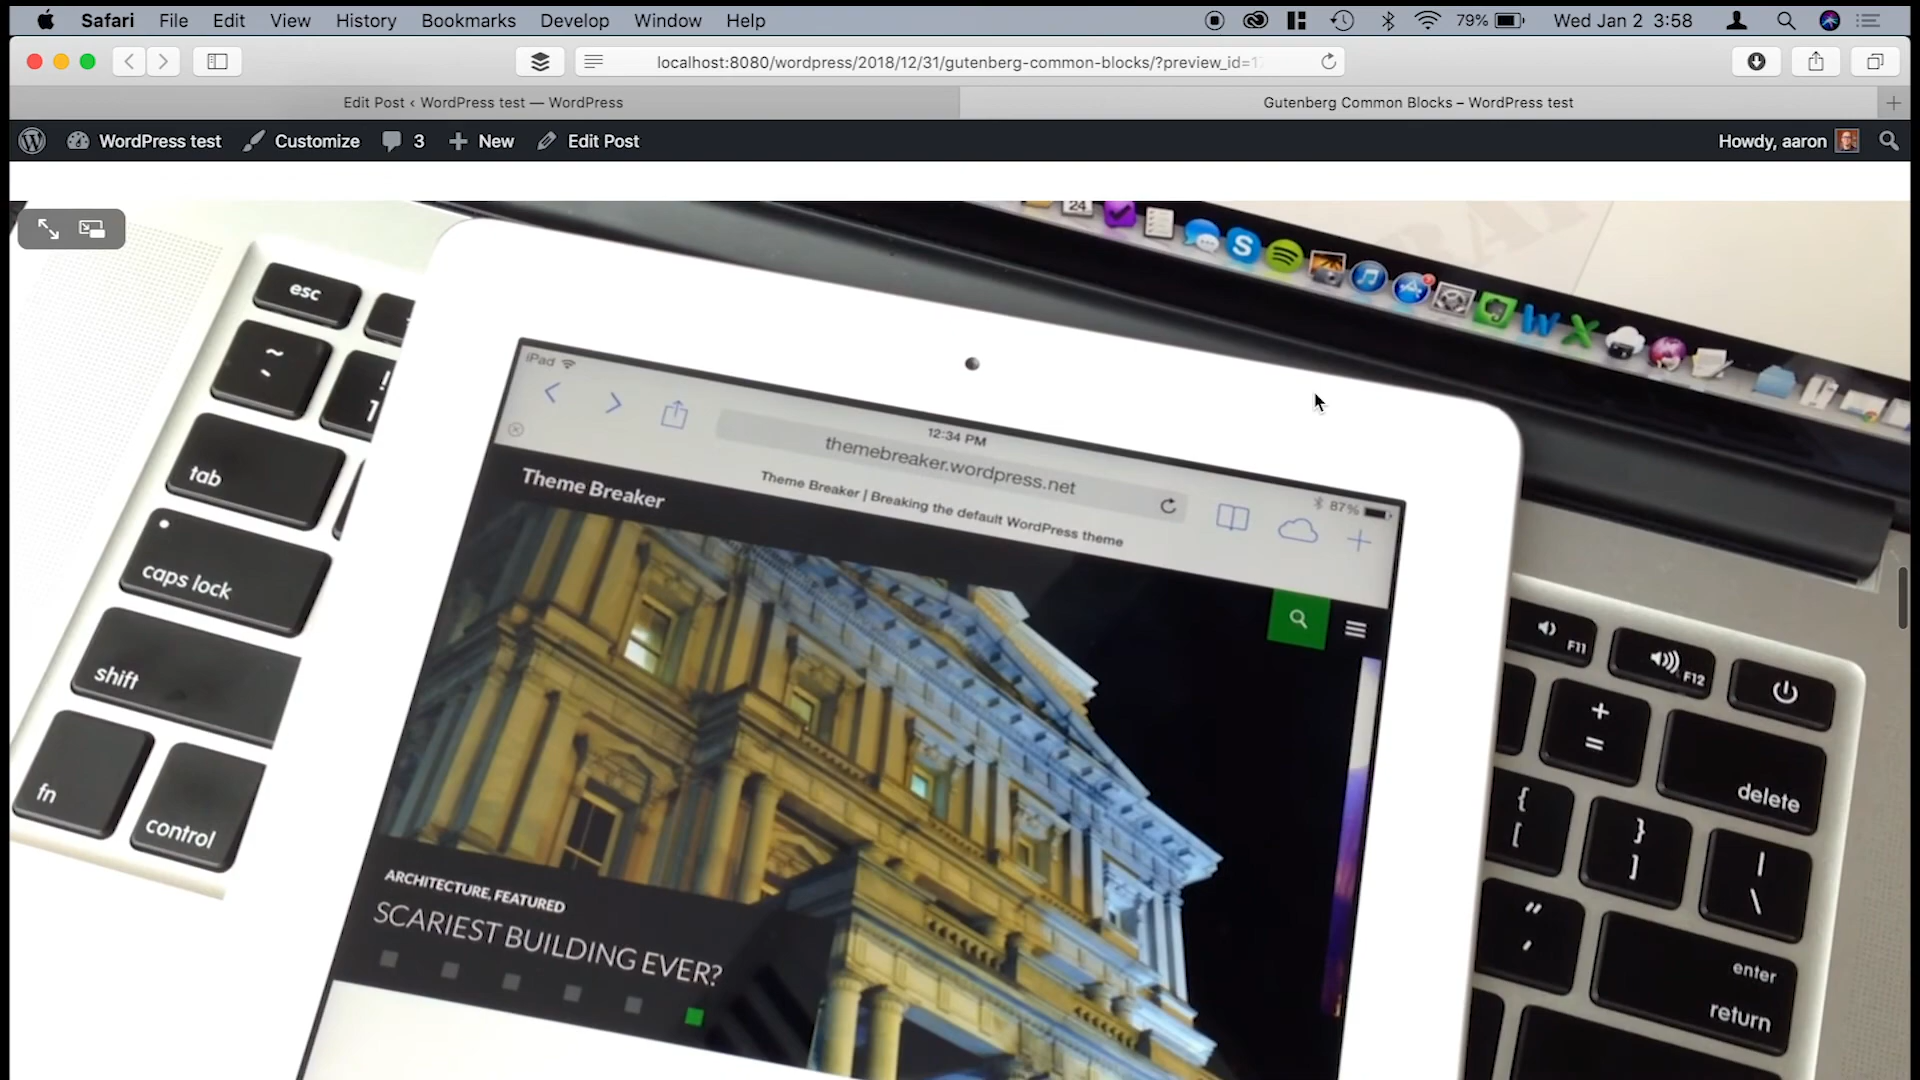 Safari File Edit View History Bookmarks Develop Window Help 79% Wed Jan 2 3:58
localhost:8080/wordpress/2018/12/31/gutenberg-common-blocks/?preview_id=1
Edit Post ‹ WordPress test — WordPress
Gutenberg Common Blocks – WordPress test
WordPress test Customize 3 New Edit Post Howdy, aaron
24
esc
~
!
1
tab
caps lock
shift
fn
control
iPad
12:34 PM
87%
themebreaker.wordpress.net
Theme Breaker | Breaking the default WordPress theme
Theme Breaker
ARCHITECTURE, FEATURED
SCARIEST BUILDING EVER?
F11
F12
+
=
delete
{
[
}
]
|
\
"
'
enter
return